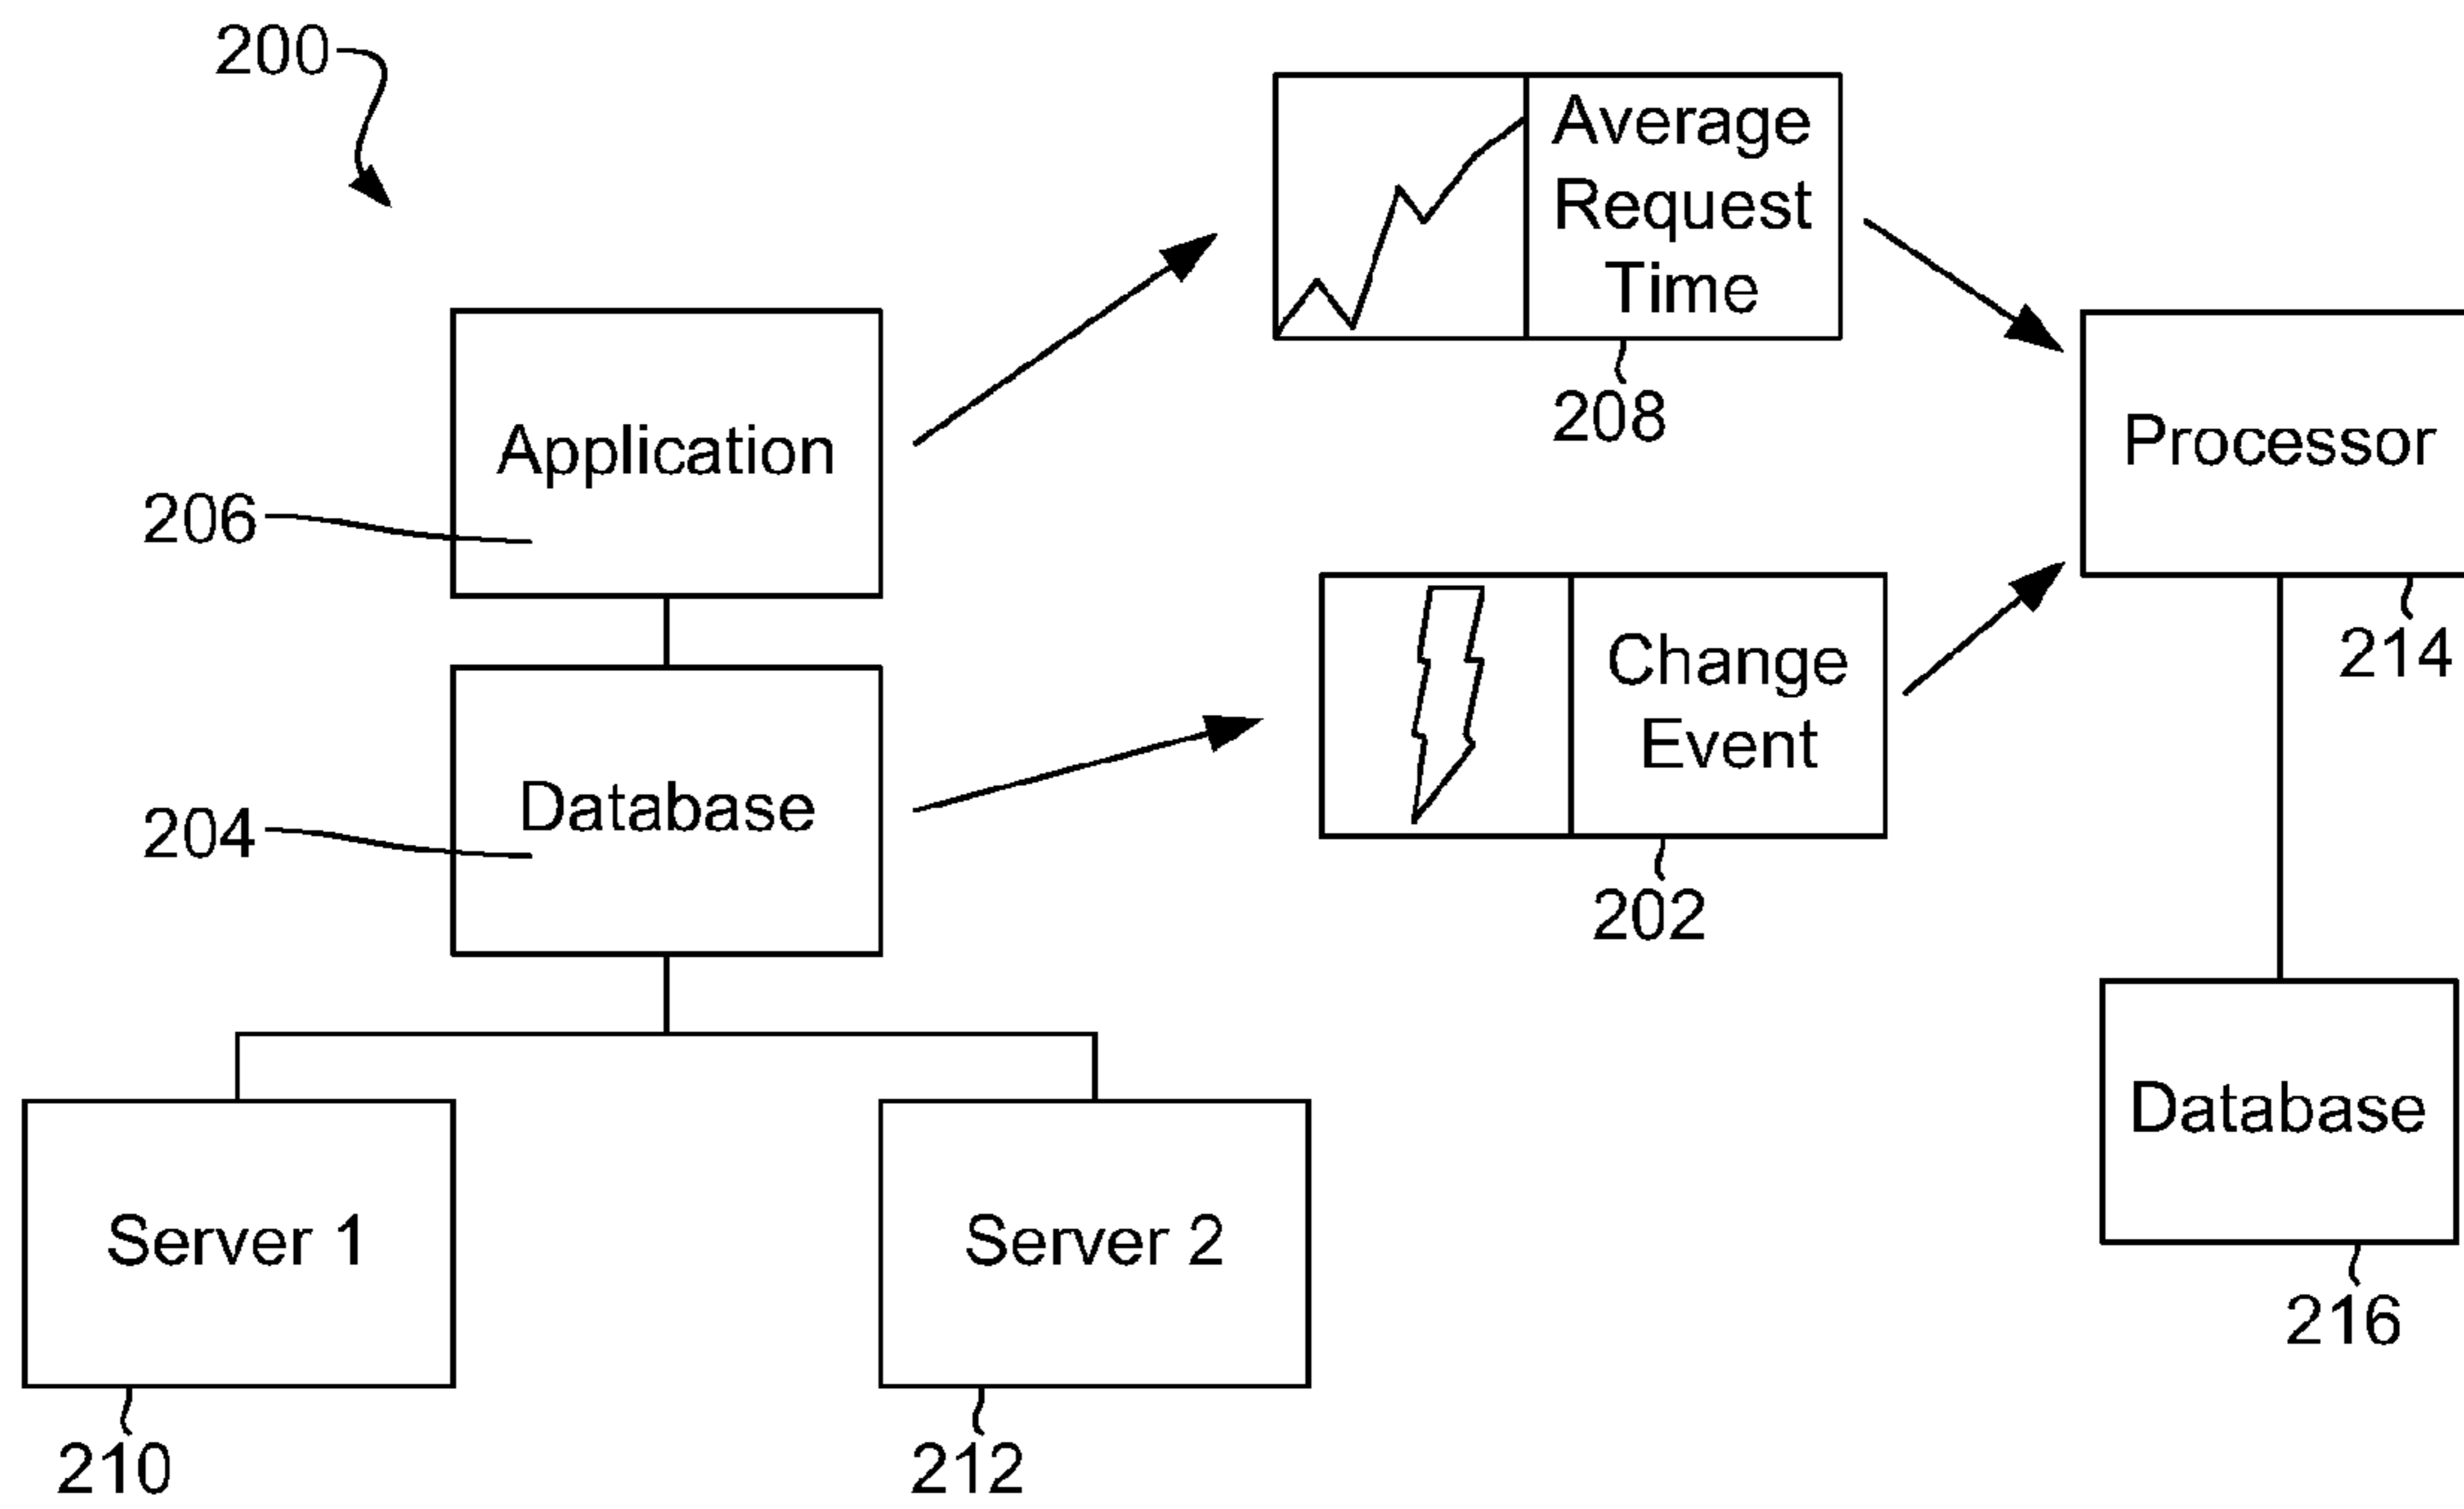 200
Average
Request
Time
208
Application
206
Processor
214
Change
Event
202
Database
204
Database
216
Server 1
210
Server 2
212